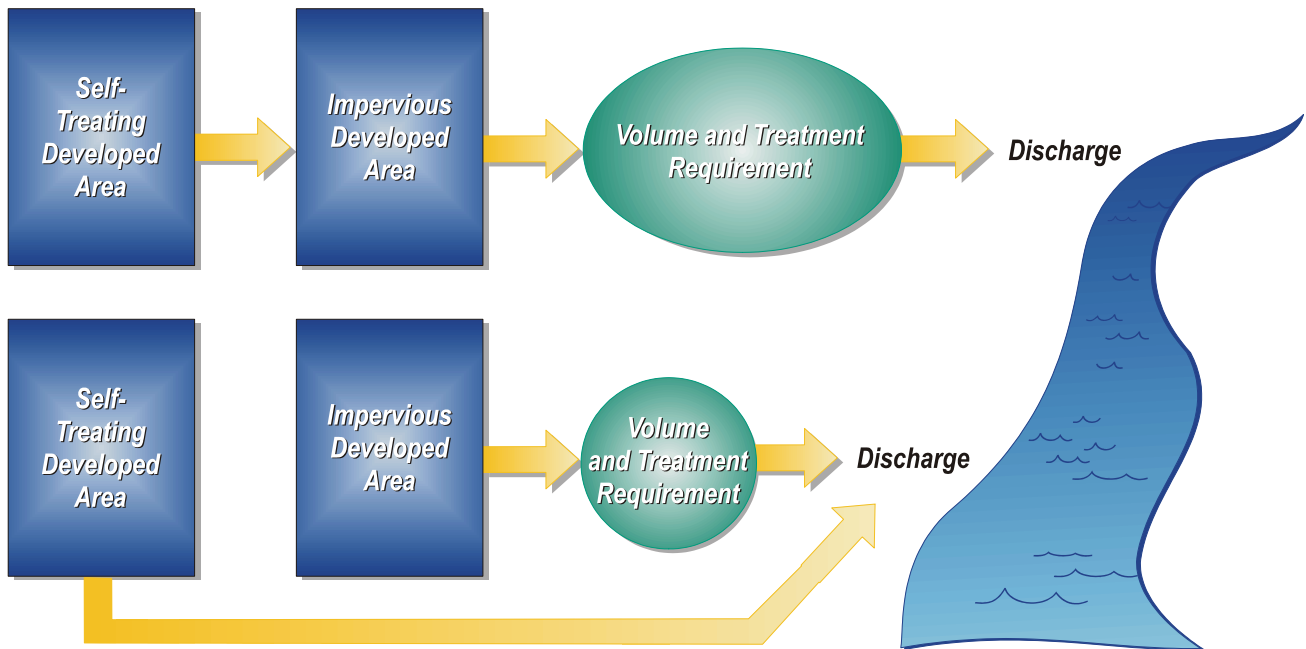 Self-
Treating
Developed
Area
Impervious
Developed
Area
Volume and Treatment
Requirement
Discharge
Self-
Treating
Developed
Area
Impervious
Developed
Area
Volume
and Treatment
Requirement
Discharge